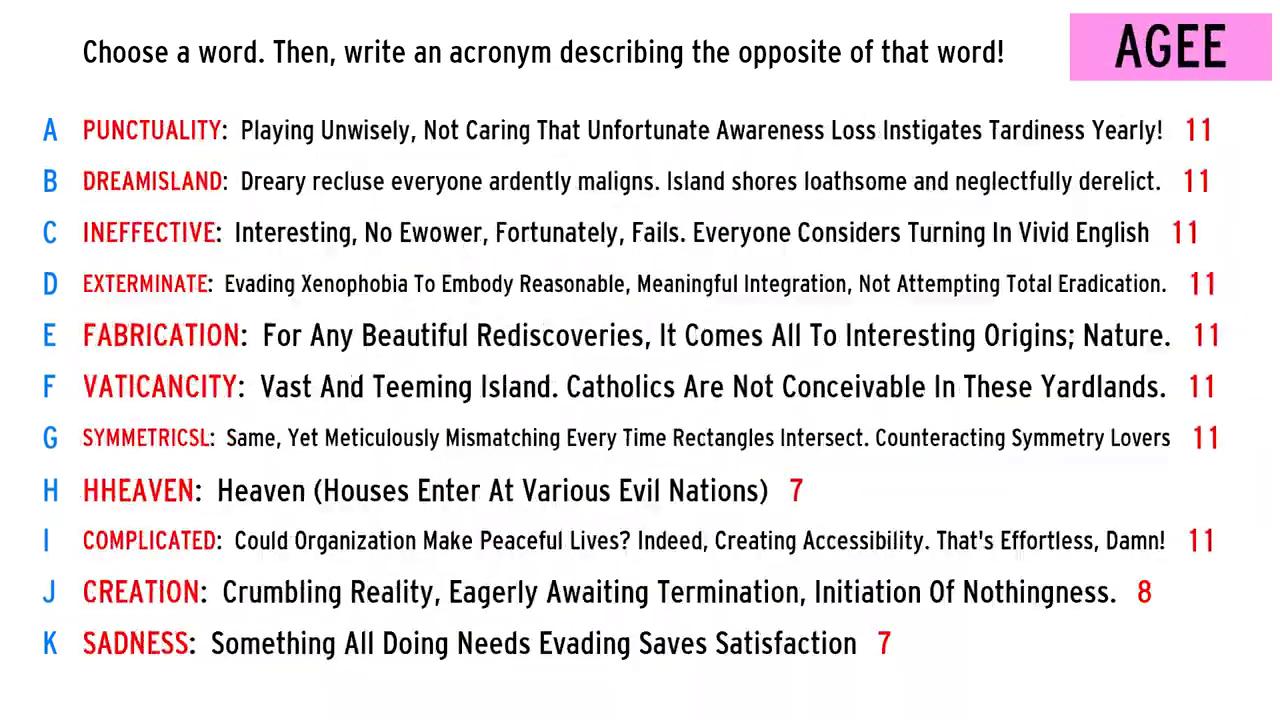 Choose a word. Then, write an acronym describing the opposite of that word!
AGEE
A PUNCTUALITY: Playing Unwisely, Not Caring That Unfortunate Awareness Loss Instigates Tardiness Yearly! 11
B DREAMISLAND: Dreary recluse everyone ardently maligns. Island shores loathsome and neglectfully derelict. 11
C INEFFECTIVE: Interesting, No Ewower, Fortunately, Fails. Everyone Considers Turning In Vivid English 11
D EXTERMINATE: Evading Xenophobia To Embody Reasonable, Meaningful Integration, Not Attempting Total Eradication. 11
E FABRICATION: For Any Beautiful Rediscoveries, It Comes All To Interesting Origins; Nature. 11
F VATICANCITY: Vast And Teeming Island. Catholics Are Not Conceivable In These Yardlands. 11
G SYMMETRICSL: Same, Yet Meticulously Mismatching Every Time Rectangles Intersect. Counteracting Symmetry Lovers 11
H HHEAVEN: Heaven (Houses Enter At Various Evil Nations) 7
I COMPLICATED: Could Organization Make Peaceful Lives? Indeed, Creating Accessibility. That's Effortless, Damn! 11
J CREATION: Crumbling Reality, Eagerly Awaiting Termination, Initiation Of Nothingness. 8
K SADNESS: Something All Doing Needs Evading Saves Satisfaction 7